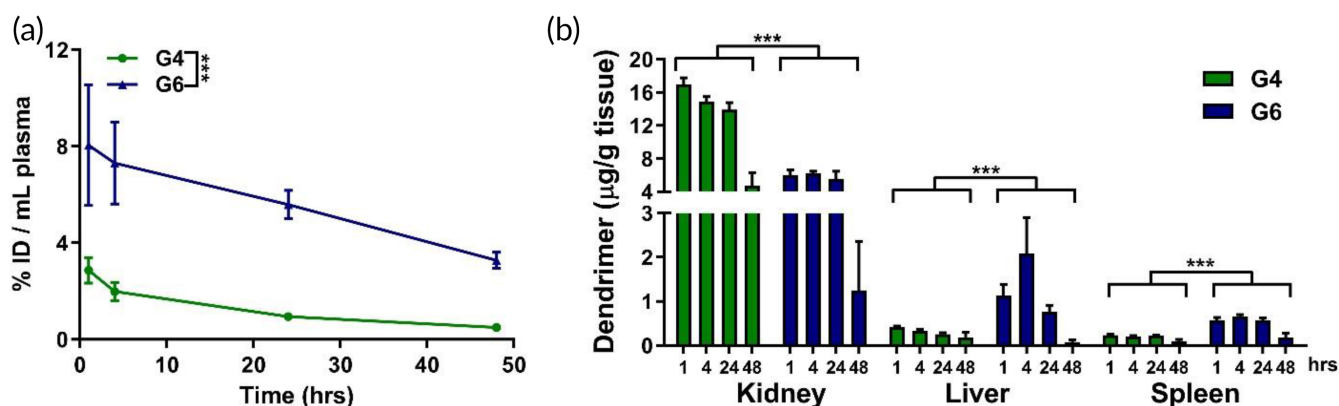 (a)
12
8
4
0
% ID / mL plasma
G4
G6
***
0 10 20 30 40 50
Time (hrs)
(b)
20
16
12
8
4
3
2
1
0
Dendrimer (μg/g tissue)
***
***
***
G4
G6
1 4 24 48 1 4 24 48 1 4 24 48 1 4 24 48 1 4 24 48 1 4 24 48 hrs
Kidney Liver Spleen